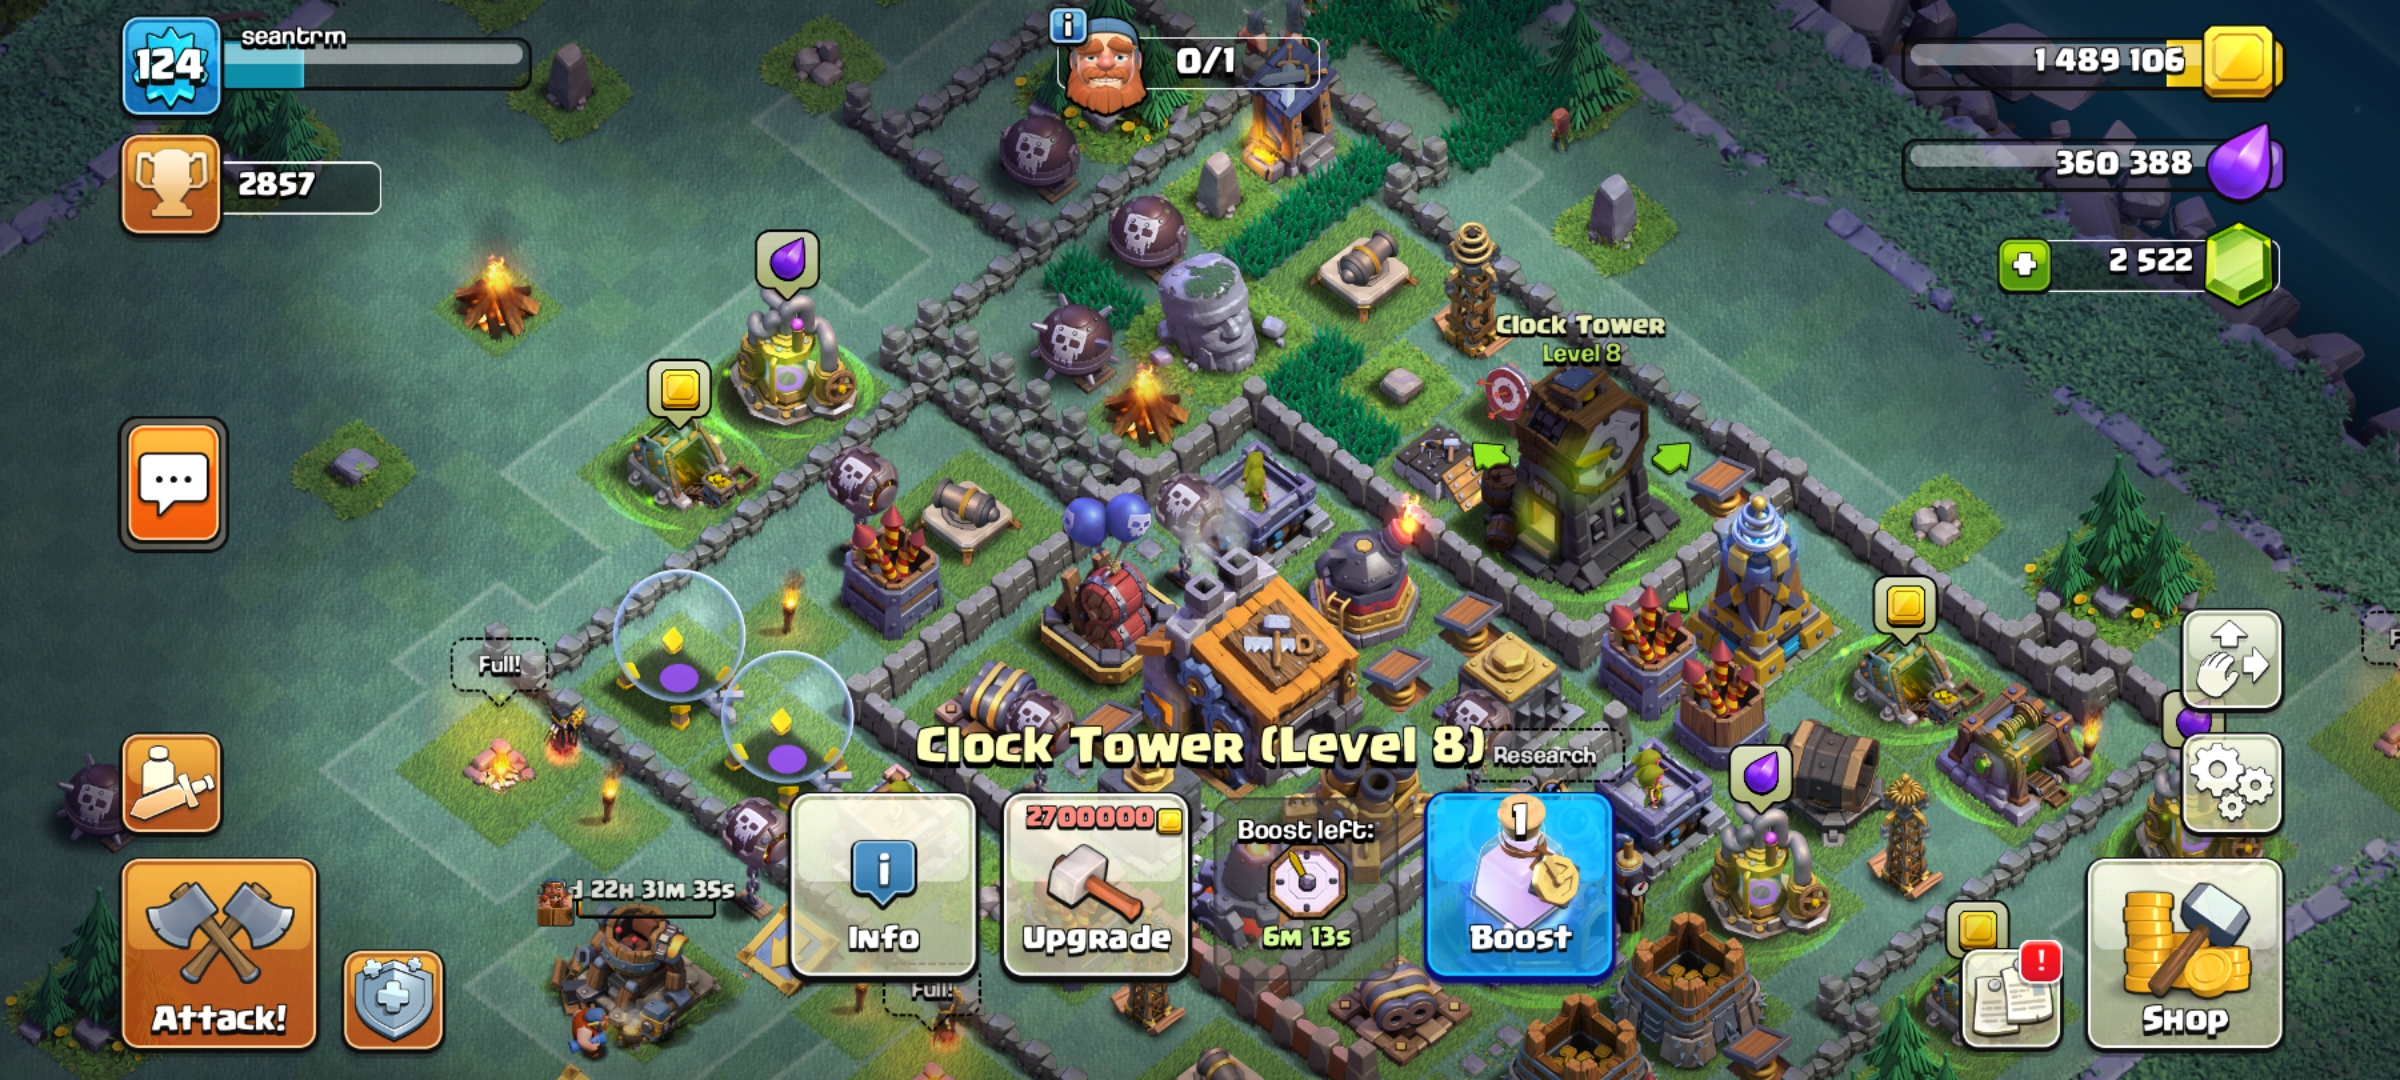 124
seantrm
2857
0/1
1 489 106
360 388
2 522
Clock Tower
Level 8
Full!
Clock Tower (Level 8)
Research
2700000
Boost left:
1
22H 31M 35s
Info
Upgrade
6M 13s
Boost
Full!
Attack!
!
Shop